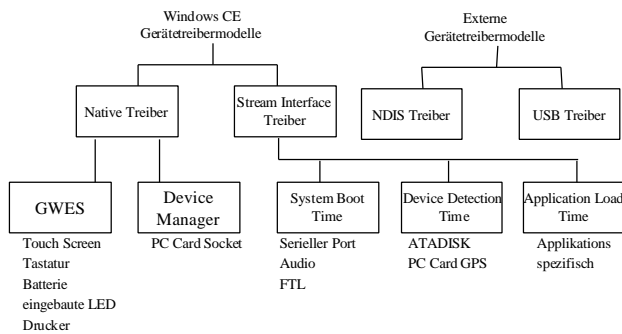 Windows CE
Gerätetreibermodelle
Externe
Gerätetreibermodelle
Native Treiber
Stream Interface
Treiber
NDIS Treiber
USB Treiber
GWES
Device
Manager
System Boot
Time
Device Detection
Time
Application Load
Time
Touch Screen
Tastatur
Batterie
eingebaute LED
Drucker
PC Card Socket
Serieller Port
Audio
FTL
ATADISK
PC Card GPS
Applikations
spezifisch